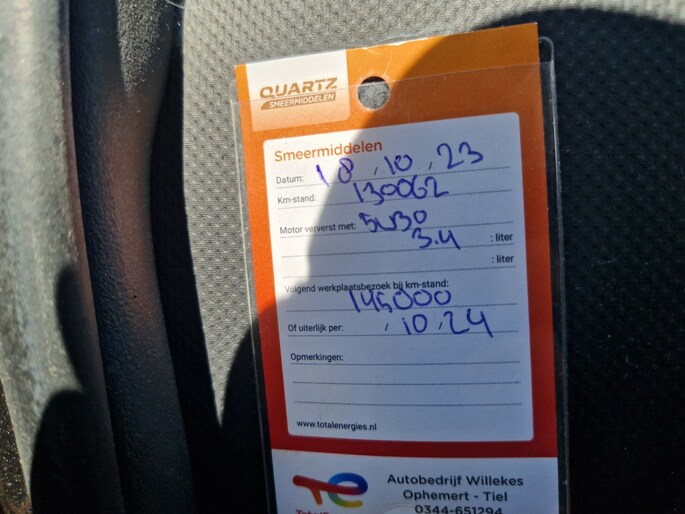 QUARTZ
SMEERMIDDELEN
Smeermiddelen
Datum: 18.10.23
Km-stand: 130062
Motor ververst met: 5W30
3.4 : liter
: liter
Volgend werkplaatsbezoek bij km-stand:
145000
Of uiterlijk per: / 10.24
Opmerkingen:
www.totalenergies.nl
Autobedrijf Willekes
Ophemert - Tiel
0344-651294